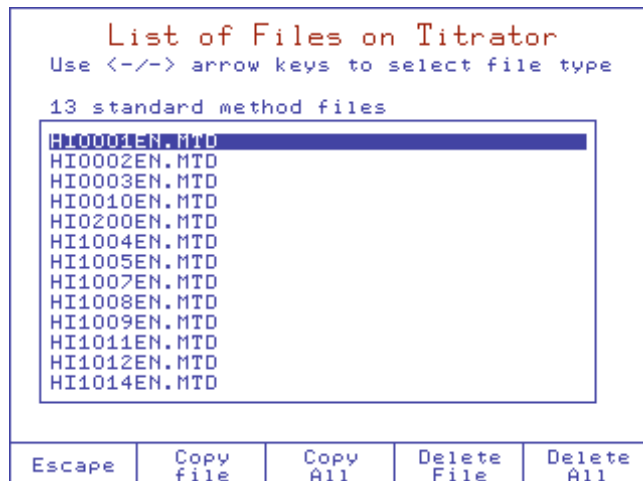 List of Files on Titrator
Use <-/-> arrow keys to select file type
13 standard method files
HI0001EN.MTD
HI0002EN.MTD
HI0003EN.MTD
HI0010EN.MTD
HI0200EN.MTD
HI1004EN.MTD
HI1005EN.MTD
HI1007EN.MTD
HI1008EN.MTD
HI1009EN.MTD
HI1011EN.MTD
HI1012EN.MTD
HI1014EN.MTD
Escape
Copy
file
Copy
All
Delete
File
Delete
All